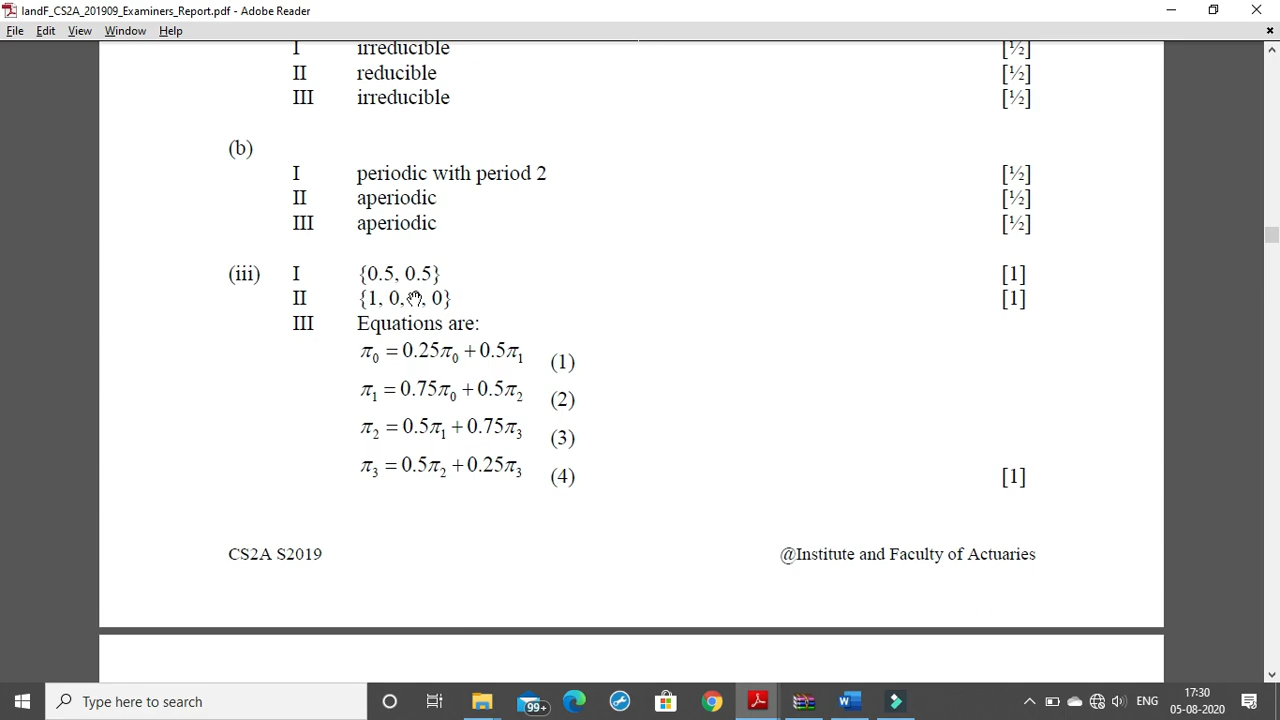 landF_CS2A_201909_Examiners_Report.pdf - Adobe Reader
File Edit View Window Help
I irreducible [½]
II reducible [½]
III irreducible [½]
(b)
I periodic with period 2 [½]
II aperiodic [½]
III aperiodic [½]
(iii) I {0.5, 0.5} [1]
II {1, 0, , 0} [1]
III Equations are:
π₀ = 0.25π₀ + 0.5π₁ (1)
π₁ = 0.75π₀ + 0.5π₂ (2)
π₂ = 0.5π₁ + 0.75π₃ (3)
π₃ = 0.5π₂ + 0.25π₃ (4) [1]
CS2A S2019 @Institute and Faculty of Actuaries
Type here to search 99+ ENG 17:30 05-08-2020